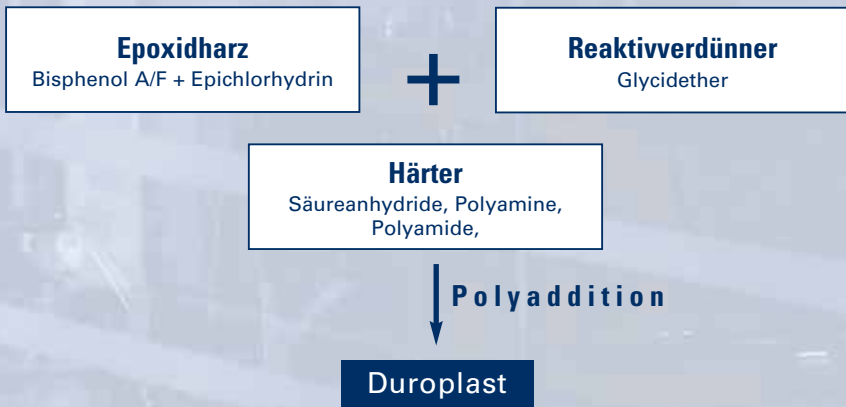 Epoxidharz
Bisphenol A/F + Epichlorhydrin
+
Reaktivverdünner
Glycidether
Härter
Säureanhydride, Polyamine,
Polyamide,
Polyaddition
Duroplast